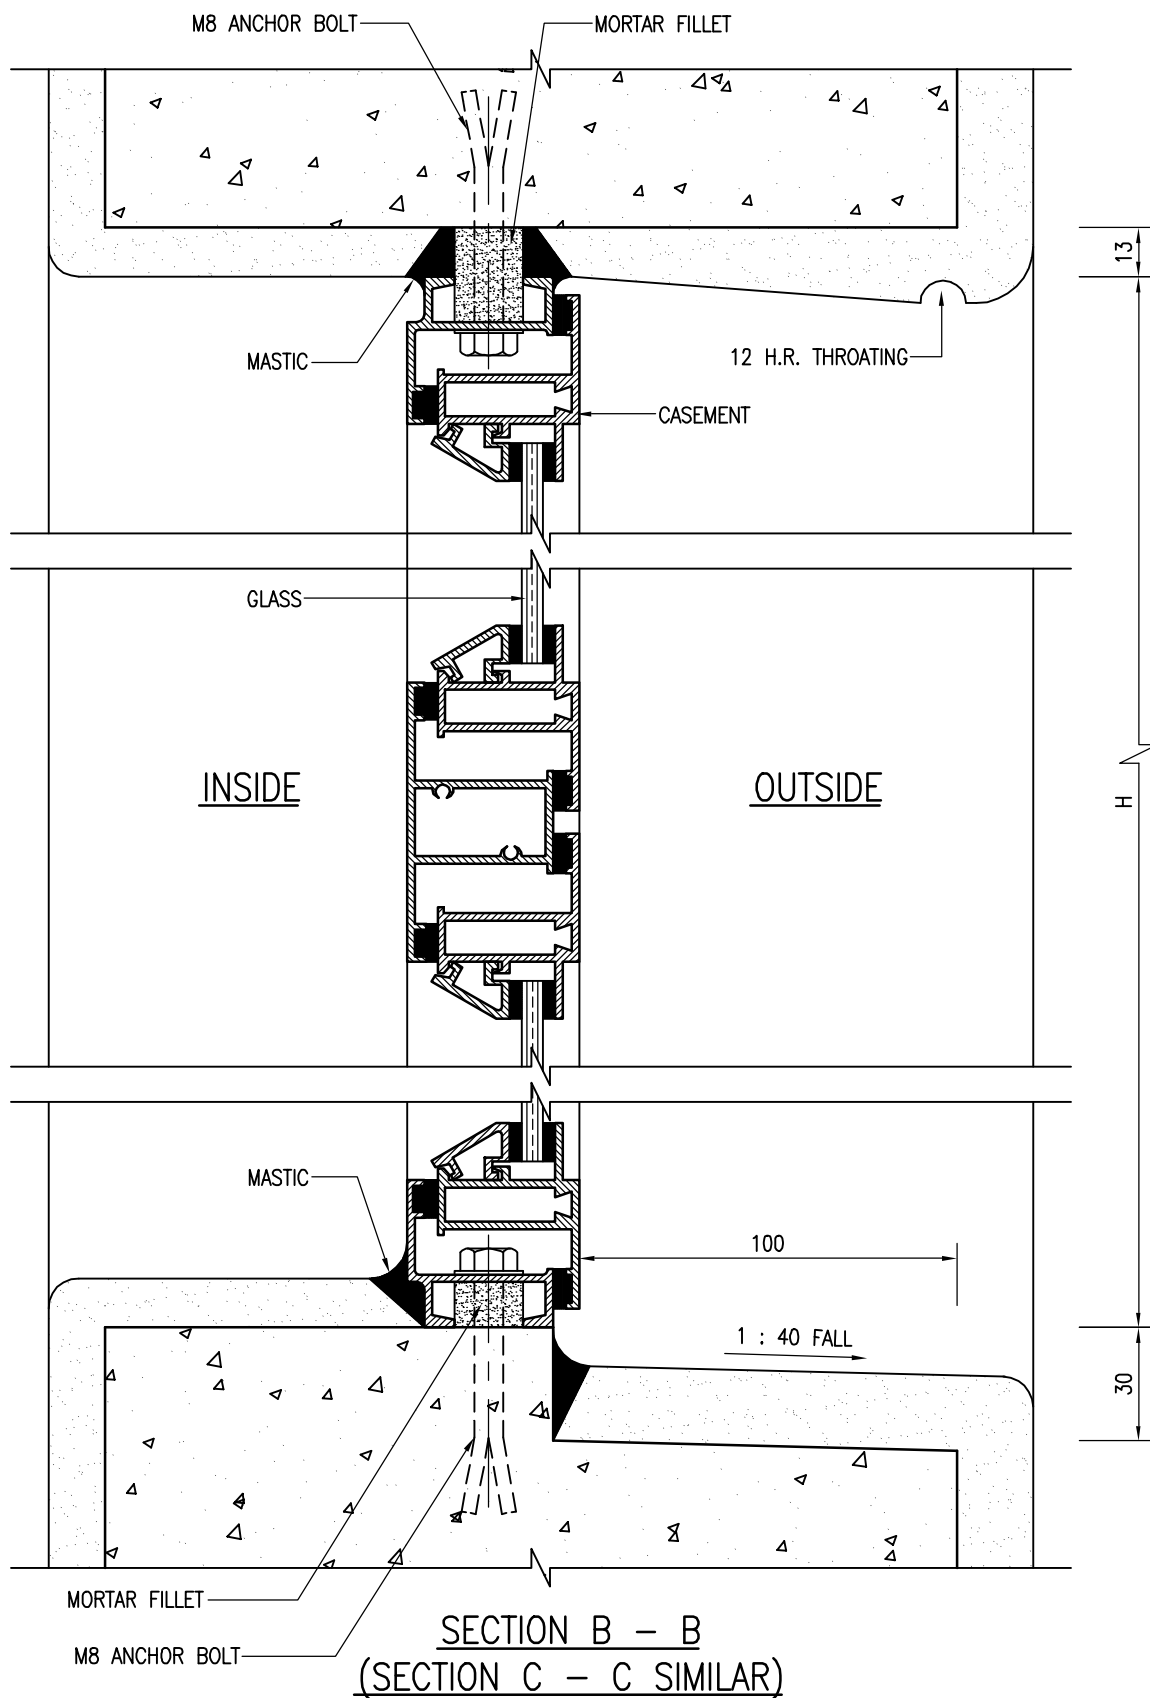 M8 ANCHOR BOLT
MORTAR FILLET
13
MASTIC
12 H.R. THROATING
CASEMENT
GLASS
INSIDE
OUTSIDE
H
MASTIC
100
1 : 40 FALL
30
MORTAR FILLET
M8 ANCHOR BOLT
SECTION B - B
(SECTION C - C SIMILAR)